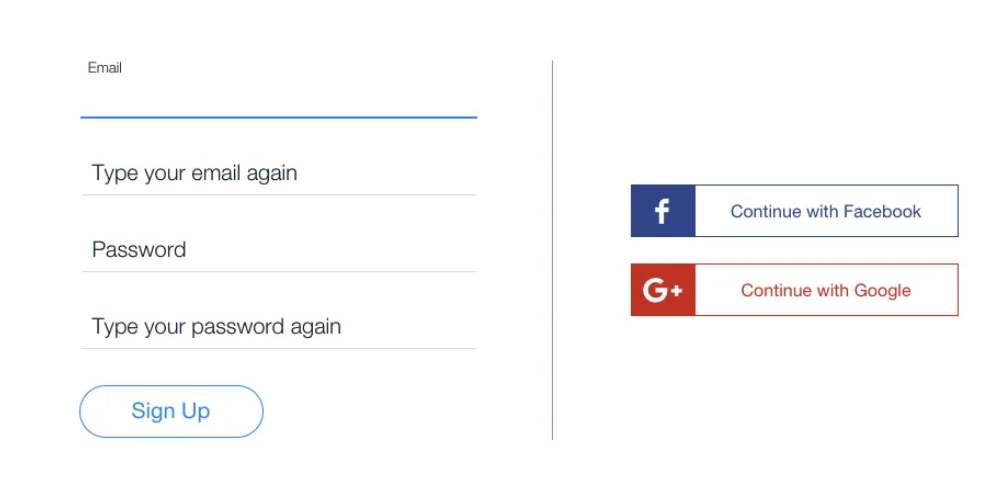 Email
Type your email again
Password
Type your password again
Sign Up
f Continue with Facebook
G+ Continue with Google